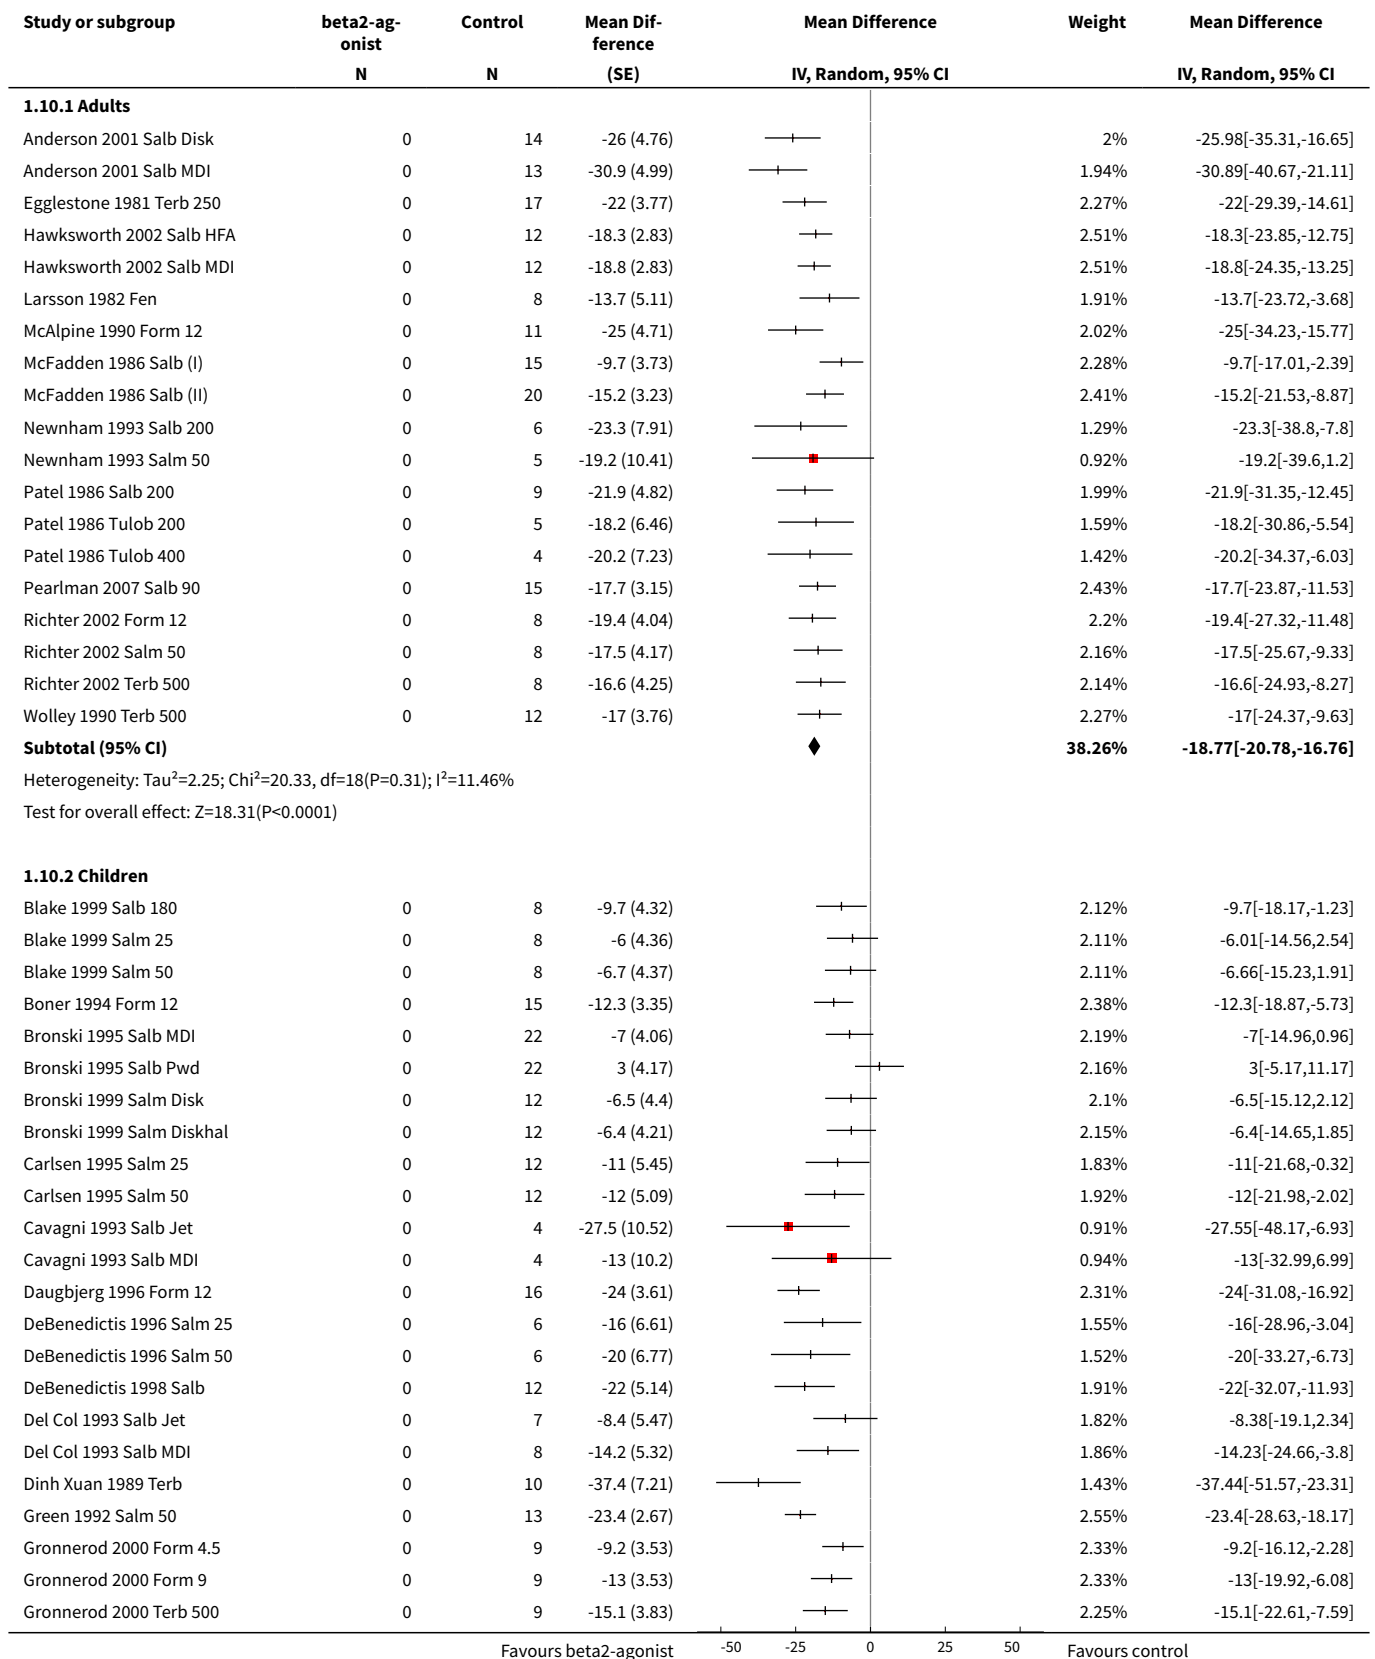 Study or subgroup beta2-ag- Control Mean Dif- Mean Difference Weight Mean Difference
onist ference
N N (SE) IV, Random, 95% CI IV, Random, 95% CI
1.10.1 Adults
Anderson 2001 Salb Disk 0 14 -26 (4.76) 2% -25.98[-35.31,-16.65]
Anderson 2001 Salb MDI 0 13 -30.9 (4.99) 1.94% -30.89[-40.67,-21.11]
Egglestone 1981 Terb 250 0 17 -22 (3.77) 2.27% -22[-29.39,-14.61]
Hawksworth 2002 Salb HFA 0 12 -18.3 (2.83) 2.51% -18.3[-23.85,-12.75]
Hawksworth 2002 Salb MDI 0 12 -18.8 (2.83) 2.51% -18.8[-24.35,-13.25]
Larsson 1982 Fen 0 8 -13.7 (5.11) 1.91% -13.7[-23.72,-3.68]
McAlpine 1990 Form 12 0 11 -25 (4.71) 2.02% -25[-34.23,-15.77]
McFadden 1986 Salb (I) 0 15 -9.7 (3.73) 2.28% -9.7[-17.01,-2.39]
McFadden 1986 Salb (II) 0 20 -15.2 (3.23) 2.41% -15.2[-21.53,-8.87]
Newnham 1993 Salb 200 0 6 -23.3 (7.91) 1.29% -23.3[-38.8,-7.8]
Newnham 1993 Salm 50 0 5 -19.2 (10.41) 0.92% -19.2[-39.6,1.2]
Patel 1986 Salb 200 0 9 -21.9 (4.82) 1.99% -21.9[-31.35,-12.45]
Patel 1986 Tulob 200 0 5 -18.2 (6.46) 1.59% -18.2[-30.86,-5.54]
Patel 1986 Tulob 400 0 4 -20.2 (7.23) 1.42% -20.2[-34.37,-6.03]
Pearlman 2007 Salb 90 0 15 -17.7 (3.15) 2.43% -17.7[-23.87,-11.53]
Richter 2002 Form 12 0 8 -19.4 (4.04) 2.2% -19.4[-27.32,-11.48]
Richter 2002 Salm 50 0 8 -17.5 (4.17) 2.16% -17.5[-25.67,-9.33]
Richter 2002 Terb 500 0 8 -16.6 (4.25) 2.14% -16.6[-24.93,-8.27]
Wolley 1990 Terb 500 0 12 -17 (3.76) 2.27% -17[-24.37,-9.63]
Subtotal (95% CI) 38.26% -18.77[-20.78,-16.76]
Heterogeneity: Tau²=2.25; Chi²=20.33, df=18(P=0.31); I²=11.46%
Test for overall effect: Z=18.31(P<0.0001)
1.10.2 Children
Blake 1999 Salb 180 0 8 -9.7 (4.32) 2.12% -9.7[-18.17,-1.23]
Blake 1999 Salm 25 0 8 -6 (4.36) 2.11% -6.01[-14.56,2.54]
Blake 1999 Salm 50 0 8 -6.7 (4.37) 2.11% -6.66[-15.23,1.91]
Boner 1994 Form 12 0 15 -12.3 (3.35) 2.38% -12.3[-18.87,-5.73]
Bronski 1995 Salb MDI 0 22 -7 (4.06) 2.19% -7[-14.96,0.96]
Bronski 1995 Salb Pwd 0 22 3 (4.17) 2.16% 3[-5.17,11.17]
Bronski 1999 Salm Disk 0 12 -6.5 (4.4) 2.1% -6.5[-15.12,2.12]
Bronski 1999 Salm Diskhal 0 12 -6.4 (4.21) 2.15% -6.4[-14.65,1.85]
Carlsen 1995 Salm 25 0 12 -11 (5.45) 1.83% -11[-21.68,-0.32]
Carlsen 1995 Salm 50 0 12 -12 (5.09) 1.92% -12[-21.98,-2.02]
Cavagni 1993 Salb Jet 0 4 -27.5 (10.52) 0.91% -27.55[-48.17,-6.93]
Cavagni 1993 Salb MDI 0 4 -13 (10.2) 0.94% -13[-32.99,6.99]
Daugbjerg 1996 Form 12 0 16 -24 (3.61) 2.31% -24[-31.08,-16.92]
DeBenedictis 1996 Salm 25 0 6 -16 (6.61) 1.55% -16[-28.96,-3.04]
DeBenedictis 1996 Salm 50 0 6 -20 (6.77) 1.52% -20[-33.27,-6.73]
DeBenedictis 1998 Salb 0 12 -22 (5.14) 1.91% -22[-32.07,-11.93]
Del Col 1993 Salb Jet 0 7 -8.4 (5.47) 1.82% -8.38[-19.1,2.34]
Del Col 1993 Salb MDI 0 8 -14.2 (5.32) 1.86% -14.23[-24.66,-3.8]
Dinh Xuan 1989 Terb 0 10 -37.4 (7.21) 1.43% -37.44[-51.57,-23.31]
Green 1992 Salm 50 0 13 -23.4 (2.67) 2.55% -23.4[-28.63,-18.17]
Gronnerod 2000 Form 4.5 0 9 -9.2 (3.53) 2.33% -9.2[-16.12,-2.28]
Gronnerod 2000 Form 9 0 9 -13 (3.53) 2.33% -13[-19.92,-6.08]
Gronnerod 2000 Terb 500 0 9 -15.1 (3.83) 2.25% -15.1[-22.61,-7.59]
Favours beta2-agonist -50 -25 0 25 50 Favours control